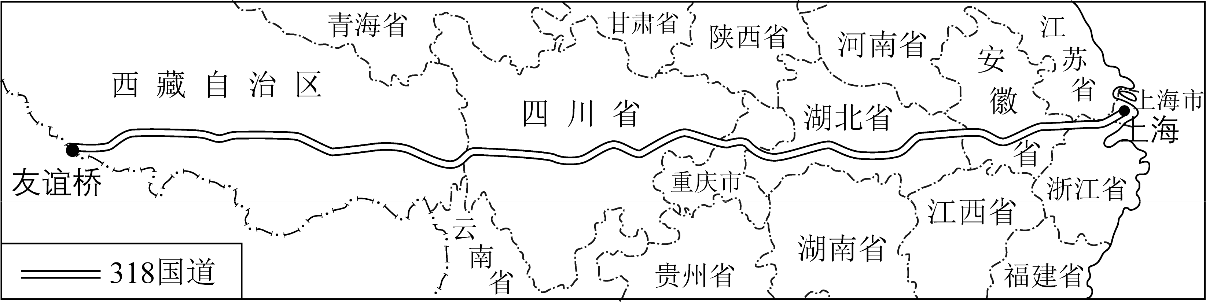 青海省
甘肃省
陕西省
河南省
安徽省
江苏省
西藏自治区
四川省
湖北省
上海市
上海
友谊桥
重庆市
浙江省
云南省
贵州省
湖南省
江西省
福建省
318国道